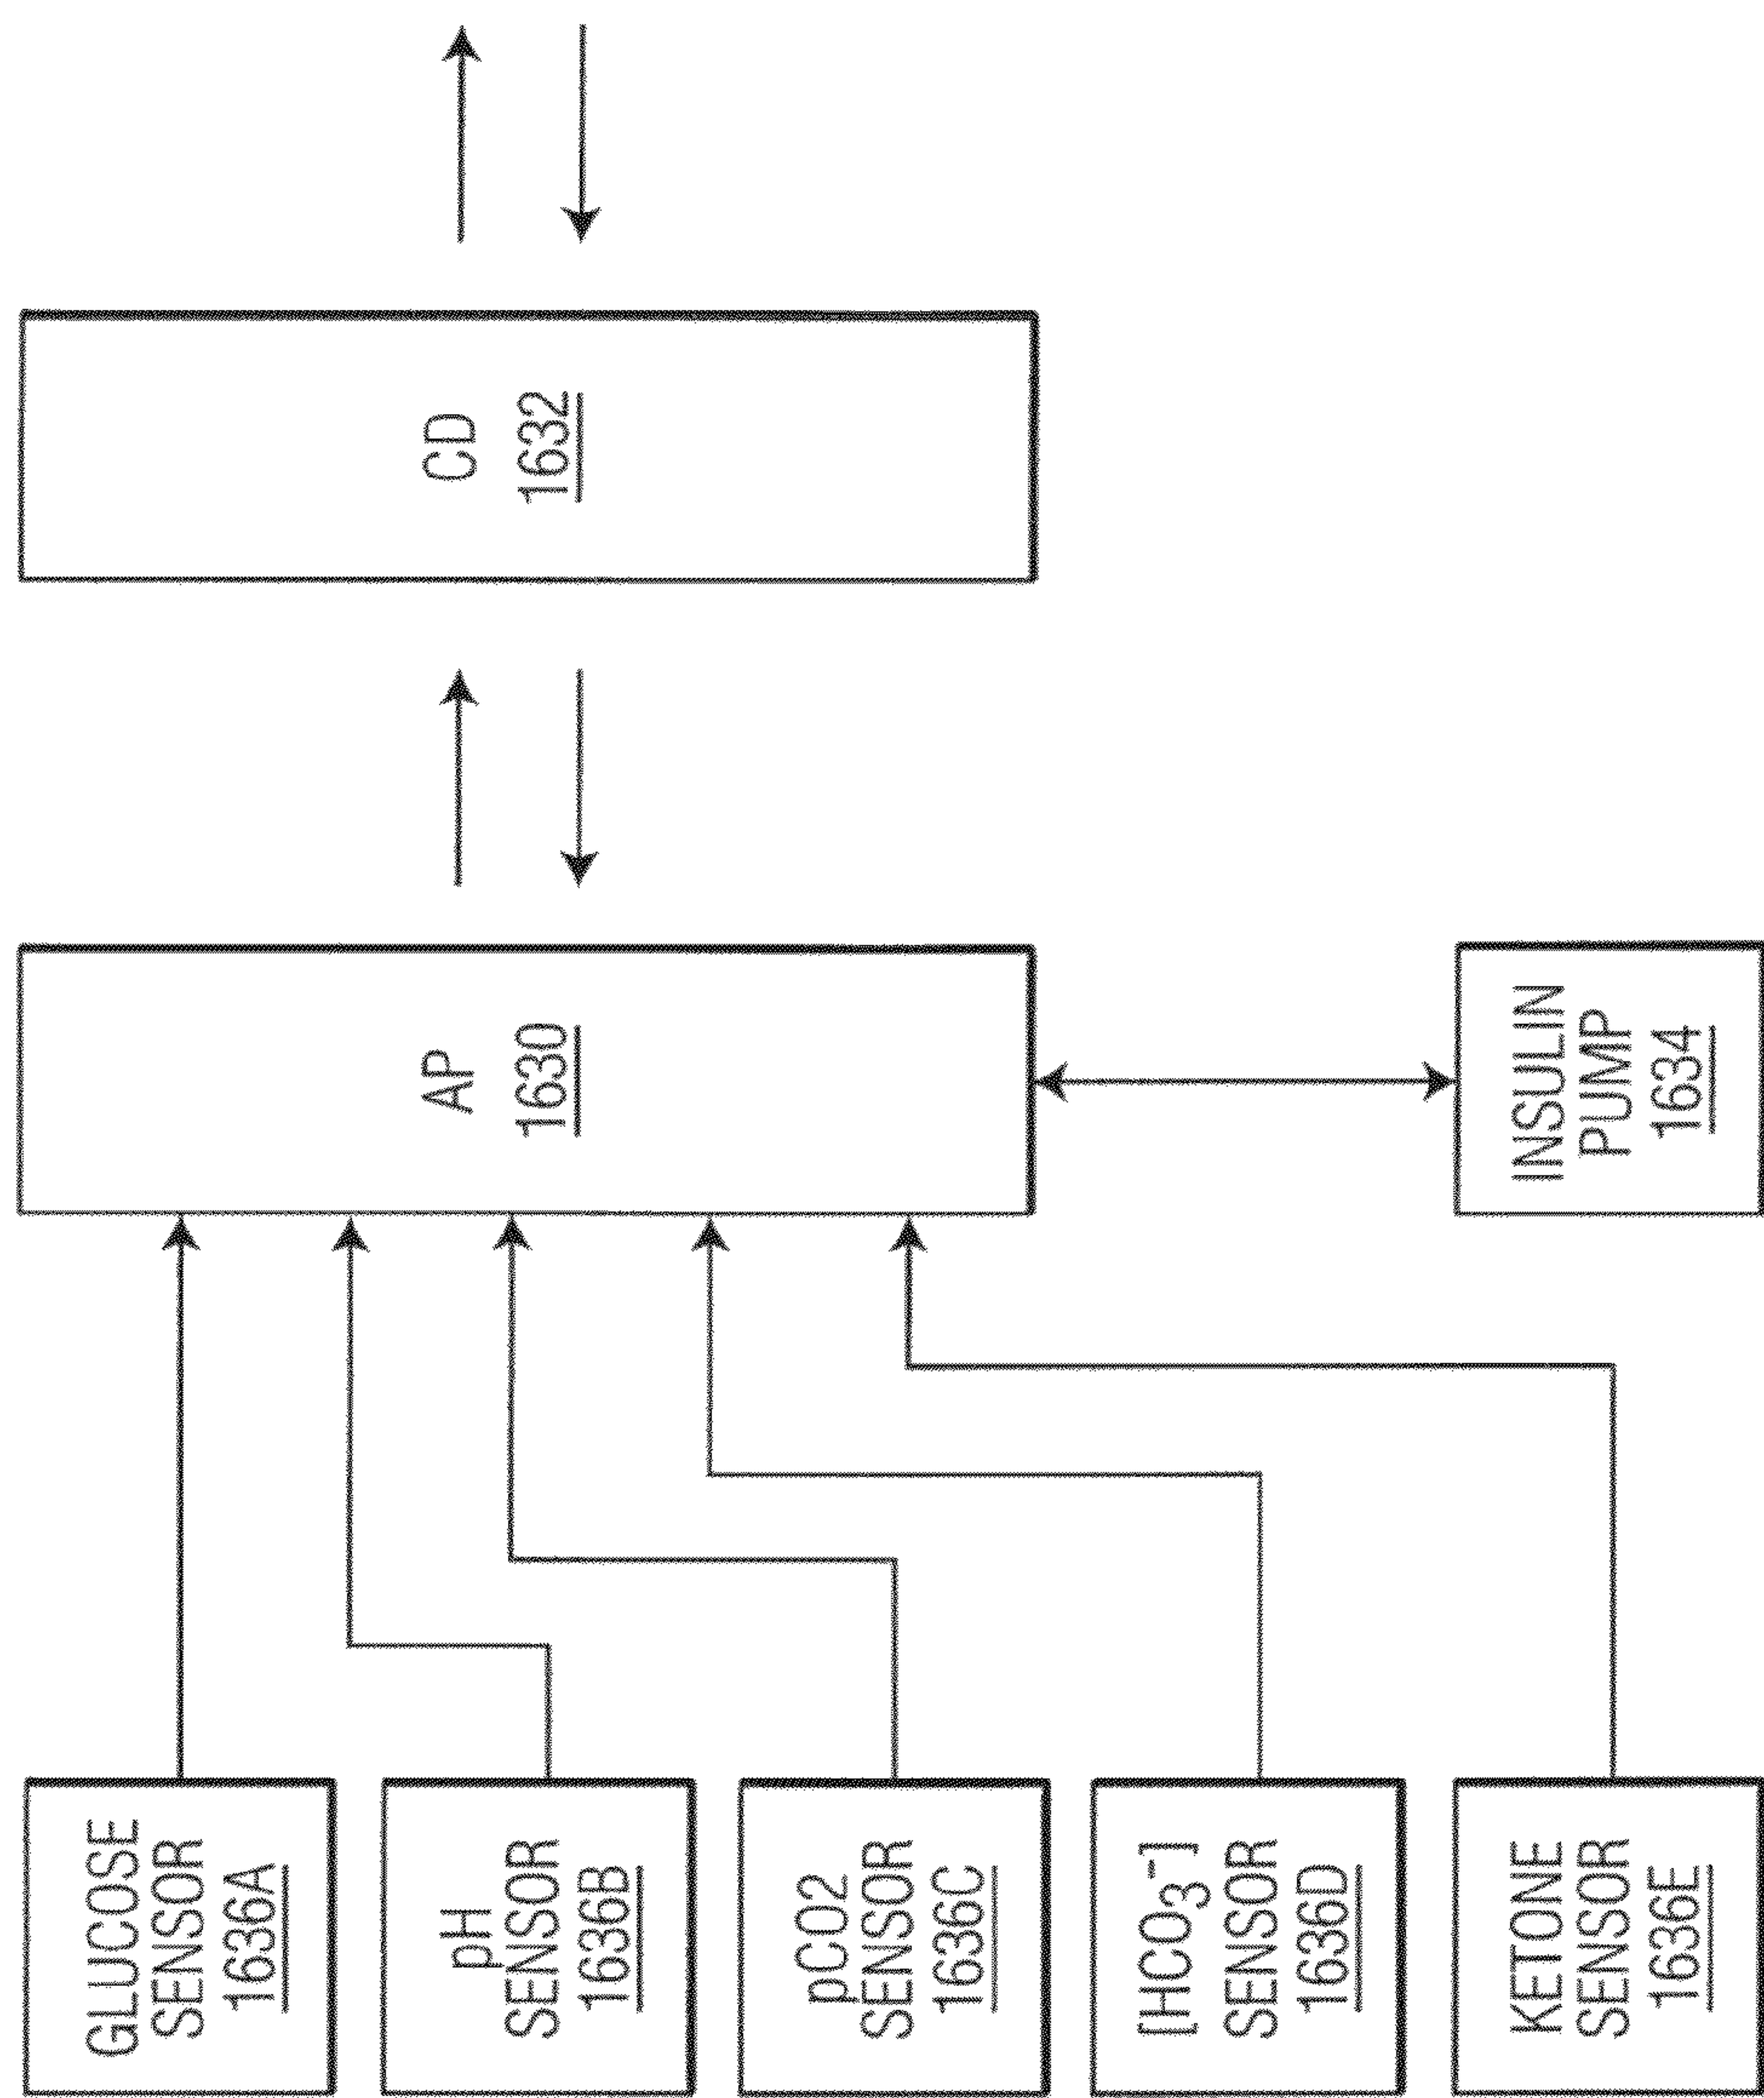 GLUCOSE
SENSOR
1636A
pH
SENSOR
1636B
pCO2
SENSOR
1636C
[HCO₃⁻]
SENSOR
1636D
KETONE
SENSOR
1636E
AP
1630
INSULIN
PUMP
1634
CD
1632